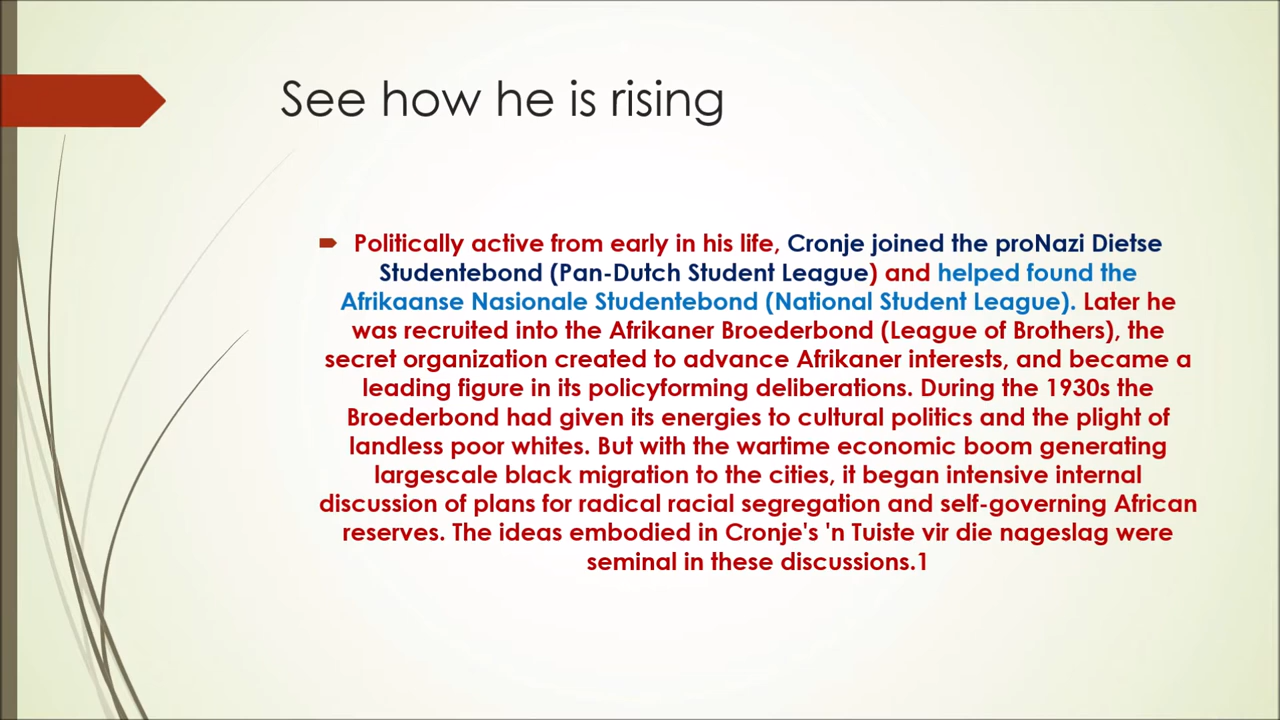 See how he is rising
Politically active from early in his life, Cronje joined the proNazi Dietse
Studentebond (Pan-Dutch Student League) and helped found the
Afrikaanse Nasionale Studentebond (National Student League). Later he
was recruited into the Afrikaner Broederbond (League of Brothers), the
secret organization created to advance Afrikaner interests, and became a
leading figure in its policyforming deliberations. During the 1930s the
Broederbond had given its energies to cultural politics and the plight of
landless poor whites. But with the wartime economic boom generating
largescale black migration to the cities, it began intensive internal
discussion of plans for radical racial segregation and self-governing African
reserves. The ideas embodied in Cronje's 'n Tuiste vir die nageslag were
seminal in these discussions.1